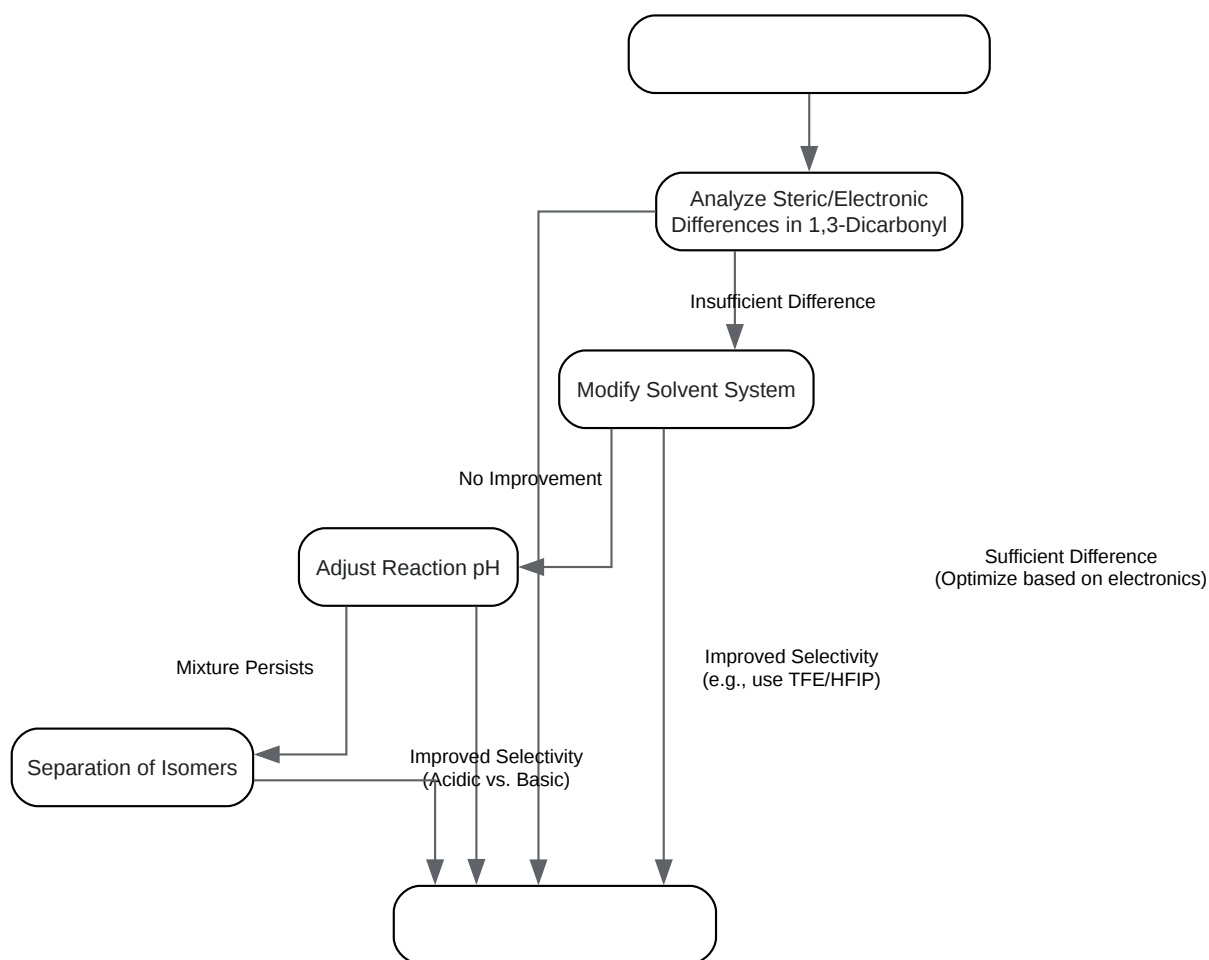 Analyze Steric/Electronic
Differences in 1,3-Dicarbonyl
Insufficient Difference
Modify Solvent System
No Improvement
Adjust Reaction pH
Sufficient Difference
(Optimize based on electronics)
Mixture Persists
Improved Selectivity
(e.g., use TFE/HFIP)
Separation of Isomers
Improved Selectivity
(Acidic vs. Basic)